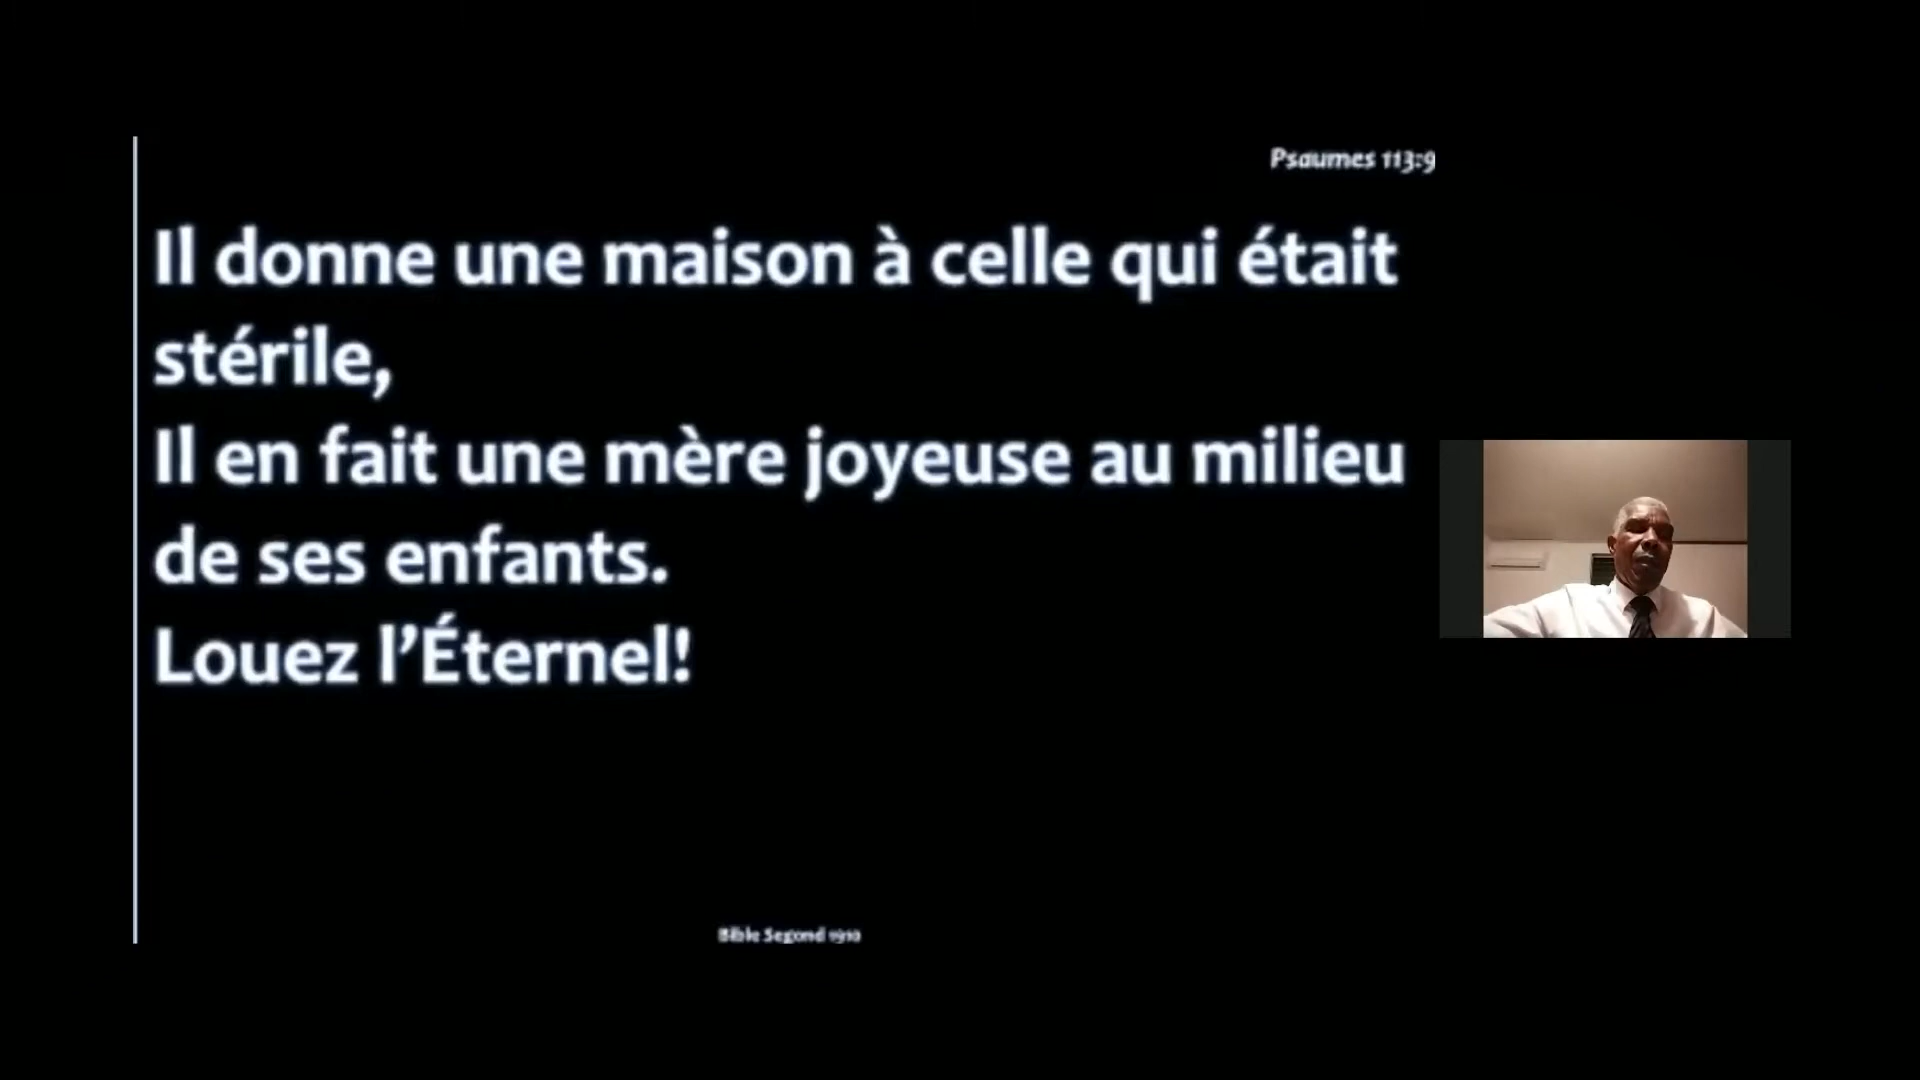 Psaumes 113:9
Il donne une maison à celle qui était
stérile,
Il en fait une mère joyeuse au milieu
de ses enfants.
Louez l’Éternel!
Bible Segond 1910